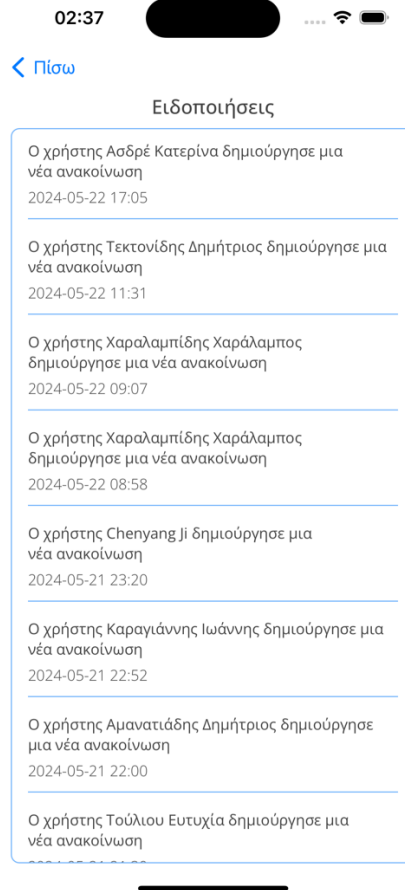 02:37
Πίσω
Ειδοποιήσεις
Ο χρήστης Ασδρέ Κατερίνα δημιούργησε μια
νέα ανακοίνωση
2024-05-22 17:05
Ο χρήστης Τεκτονίδης Δημήτριος δημιούργησε μια
νέα ανακοίνωση
2024-05-22 11:31
Ο χρήστης Χαραλαμπίδης Χαράλαμπος
δημιούργησε μια νέα ανακοίνωση
2024-05-22 09:07
Ο χρήστης Χαραλαμπίδης Χαράλαμπος
δημιούργησε μια νέα ανακοίνωση
2024-05-22 08:58
Ο χρήστης Chenyang Ji δημιούργησε μια
νέα ανακοίνωση
2024-05-21 23:20
Ο χρήστης Καραγιάννης Ιωάννης δημιούργησε μια
νέα ανακοίνωση
2024-05-21 22:52
Ο χρήστης Αμανατιάδης Δημήτριος δημιούργησε
μια νέα ανακοίνωση
2024-05-21 22:00
Ο χρήστης Τούλιου Ευτυχία δημιούργησε μια
νέα ανακοίνωση